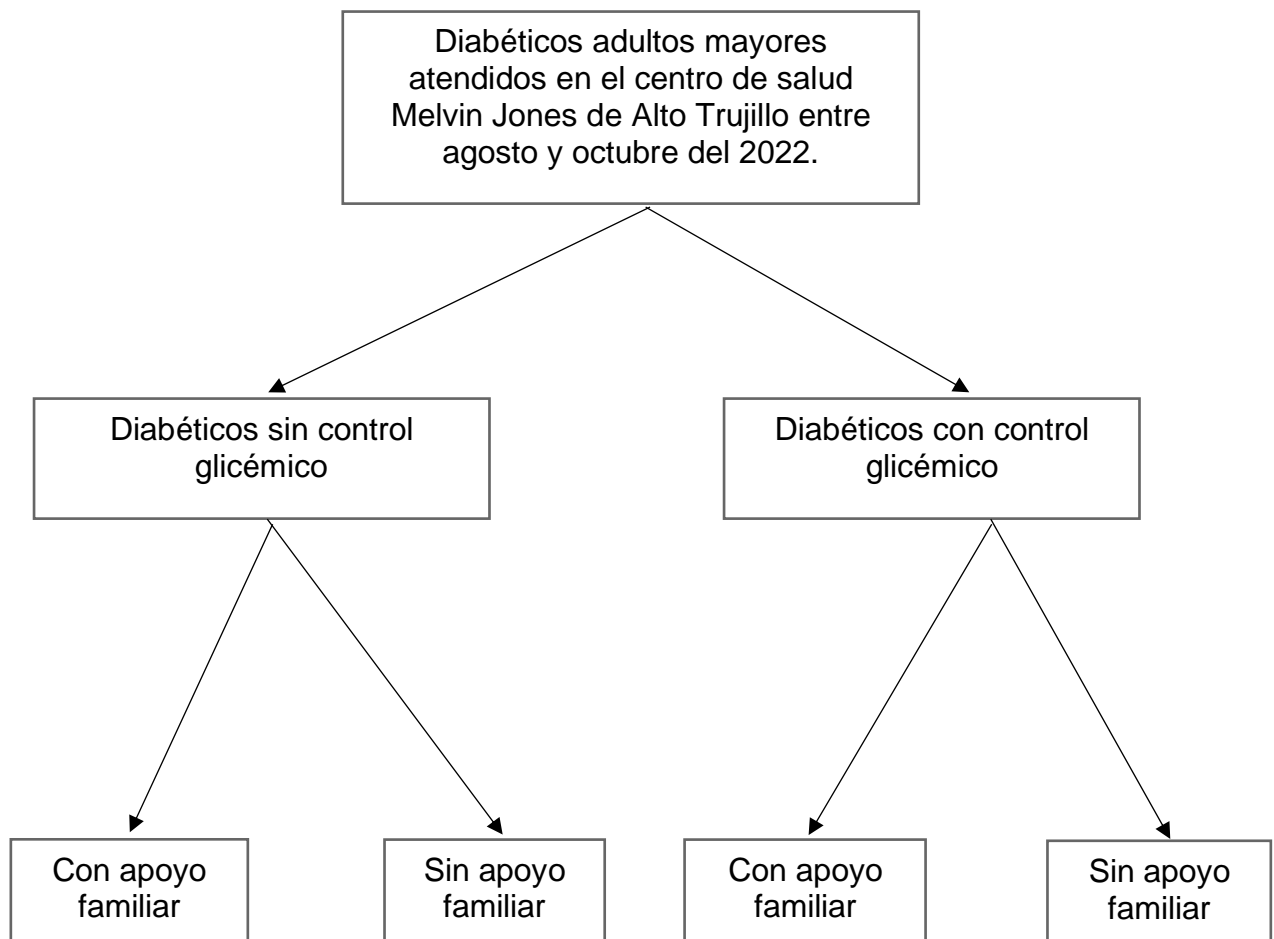 Diabéticos adultos mayores
atendidos en el centro de salud
Melvin Jones de Alto Trujillo entre
agosto y octubre del 2022.
Diabéticos sin control
glicémico
Diabéticos con control
glicémico
Con apoyo
familiar
Sin apoyo
familiar
Con apoyo
familiar
Sin apoyo
familiar